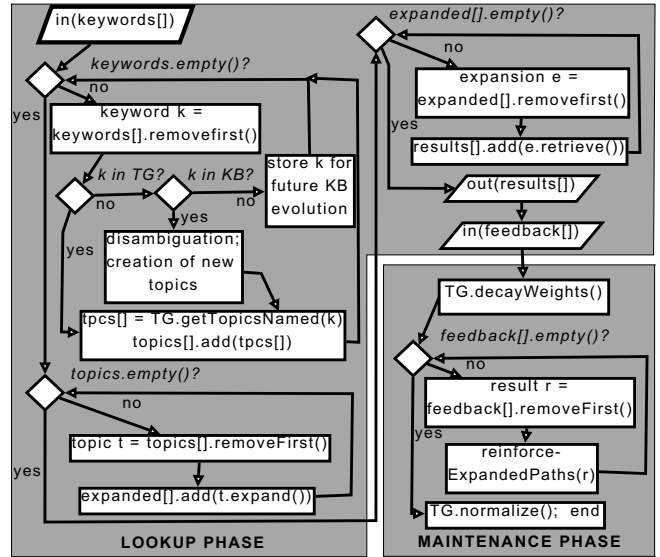 in(keywords[])
keywords.empty()?
no
yes
keyword k =
keywords[].removefirst()
k in TG?
k in KB?
no
no
store k for
future KB
evolution
yes
yes
disambiguation;
creation of new
topics
tpcs[] = TG.getTopicsNamed(k)
topics[].add(tpcs[])
topics.empty()?
no
topic t = topics[].removeFirst()
yes
expanded[].add(t.expand())
LOOKUP PHASE
expanded[].empty()?
no
expansion e =
expanded[].removefirst()
yes
results[].add(e.retrieve())
out(results[])
in(feedback[])
TG.decayWeights()
feedback[].empty()?
no
result r =
feedback[].removeFirst()
yes
reinforce-
ExpandedPaths(r)
TG.normalize(); end
MAINTENANCE PHASE